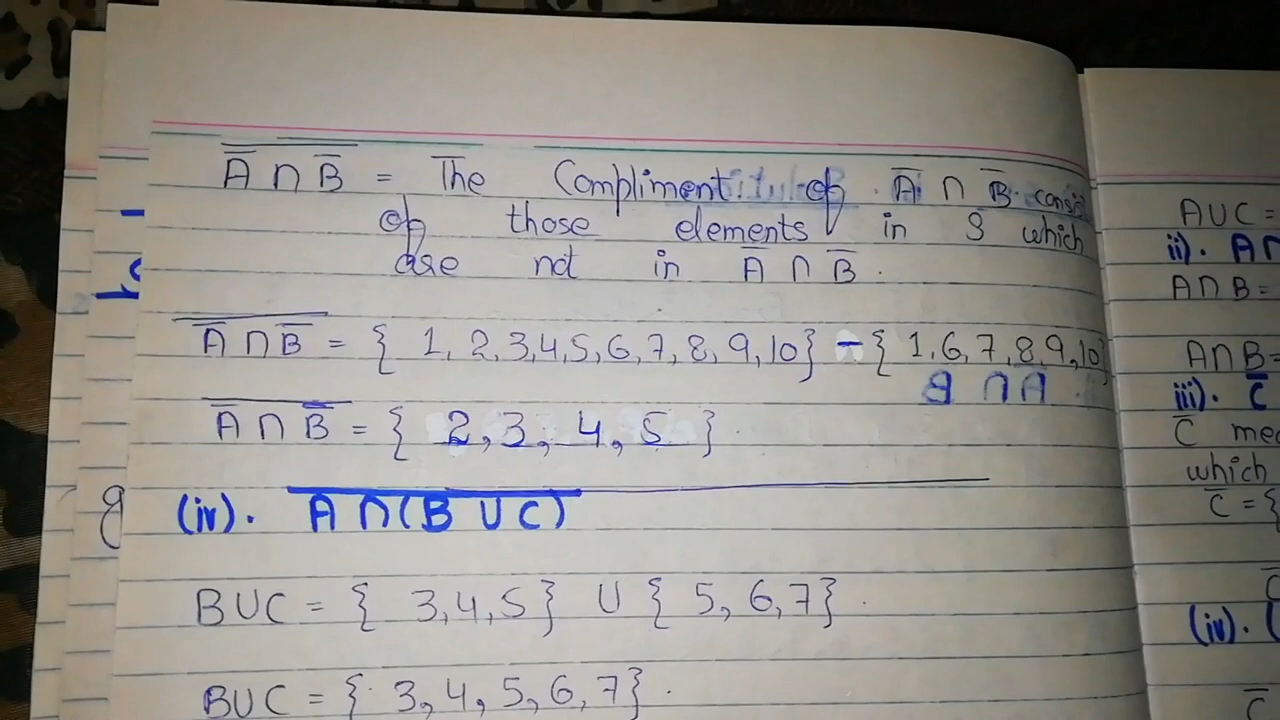 A̅ ∩ B̅ = The Compliment of A̅ ∩ B̅
of those elements in S which
are not in A̅ ∩ B̅.
A̅ ∩ B̅ = { 1, 2, 3, 4, 5, 6, 7, 8, 9, 10} - { 1, 6, 7, 8, 9, 10}
A̅ ∩ B̅ = { 2, 3, 4, 5 }
(iv). A ∩ (B ∪ C)
B∪C = { 3, 4, 5} ∪ { 5, 6, 7}.
B∪C = { 3, 4, 5, 6, 7}.
A∪C =
ii). A∩
A∩B =
A∩B =
iii). C̅
C̅
which
C̅ = {
(iv). (
C̅